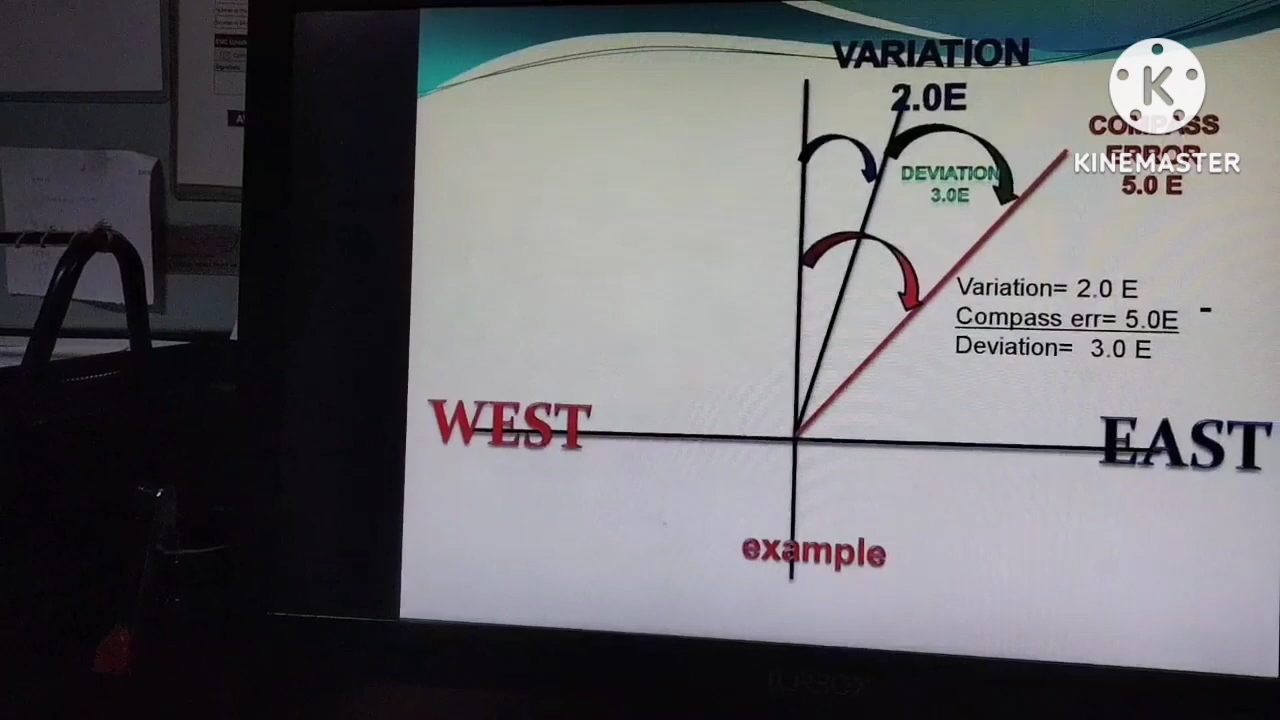 VARIATION
2.0E
COMPASS
ERROR
5.0 E
K
KINEMASTER
DEVIATION
3.0E
Variation= 2.0 E
-
Compass err= 5.0E
Deviation= 3.0 E
WEST
EAST
example